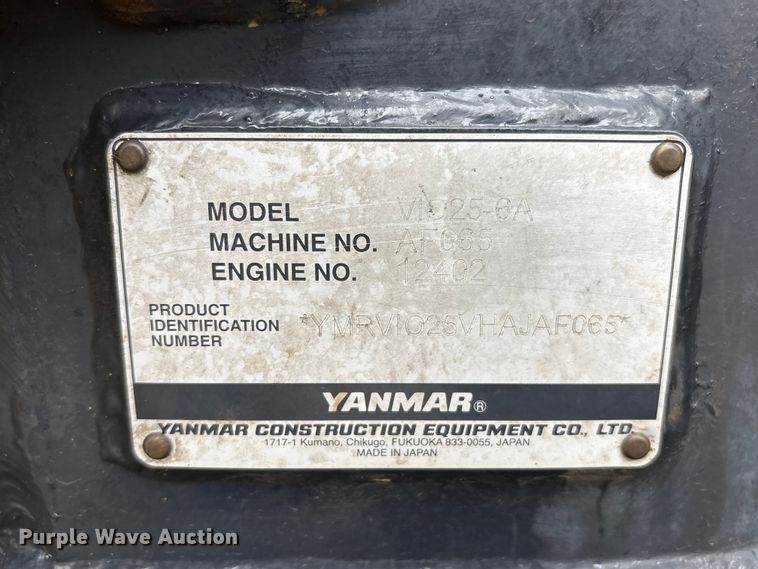 MODEL VIO25-6A
MACHINE NO. AF065
ENGINE NO. 12402
PRODUCT
IDENTIFICATION
NUMBER
*YMRVIO25VHAJAF065*
YANMAR®
YANMAR CONSTRUCTION EQUIPMENT CO., LTD.
1717-1 Kumano, Chikugo, FUKUOKA 833-0055, JAPAN
MADE IN JAPAN
Purple Wave Auction